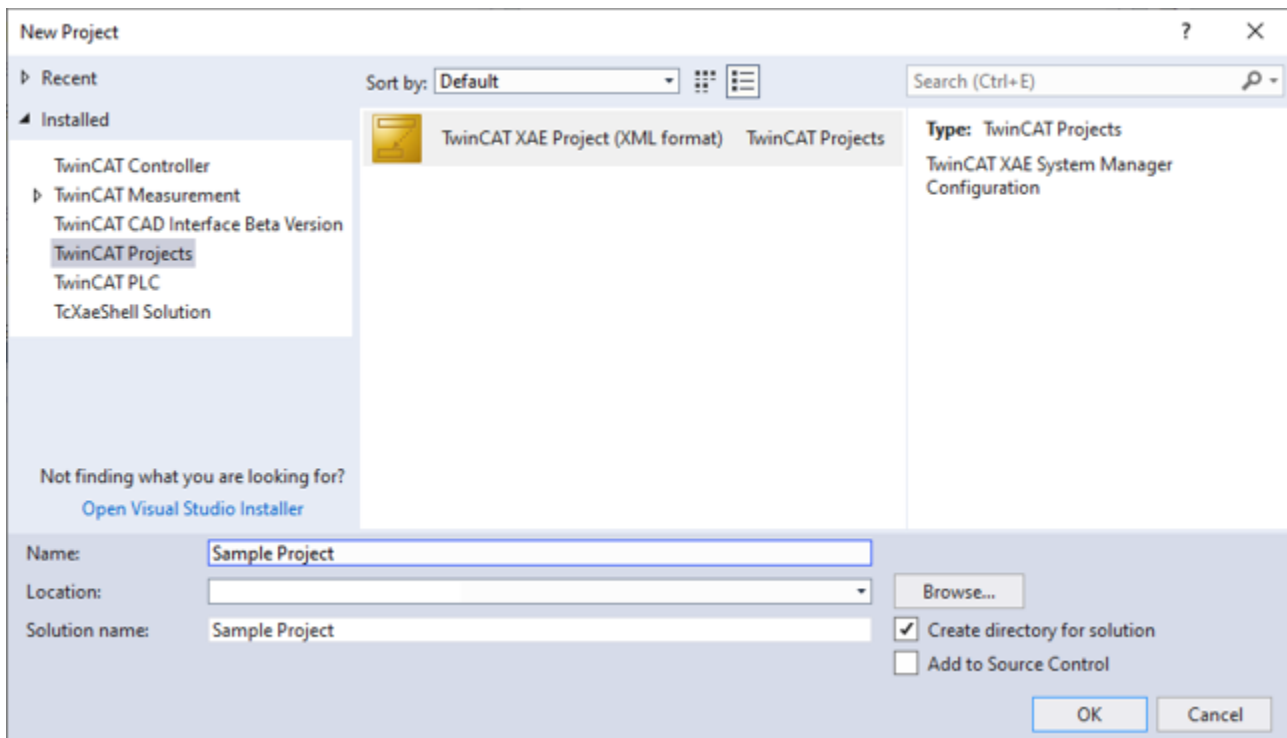 New Project
?
Recent
Installed
TwinCAT Controller
TwinCAT Measurement
TwinCAT CAD Interface Beta Version
TwinCAT Projects
TwinCAT PLC
TcXaeShell Solution
Not finding what you are looking for?
Open Visual Studio Installer
Sort by: Default
TwinCAT XAE Project (XML format) TwinCAT Projects
Search (Ctrl+E)
Type: TwinCAT Projects
TwinCAT XAE System Manager
Configuration
Name: Sample Project
Location:
Browse...
Solution name: Sample Project
Create directory for solution
Add to Source Control
OK Cancel